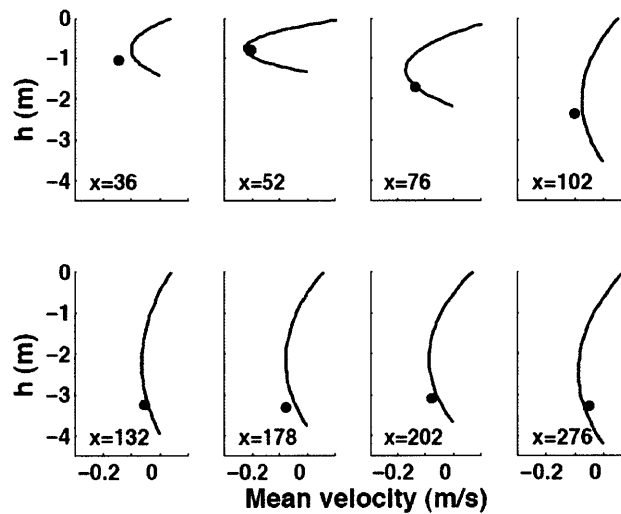 0
−1
−2
−3
−4
h (m)
x=36
x=52
x=76
x=102
0
−1
−2
−3
−4
h (m)
x=132
x=178
x=202
x=276
−0.2 0 −0.2 0 −0.2 0 −0.2 0
Mean velocity (m/s)